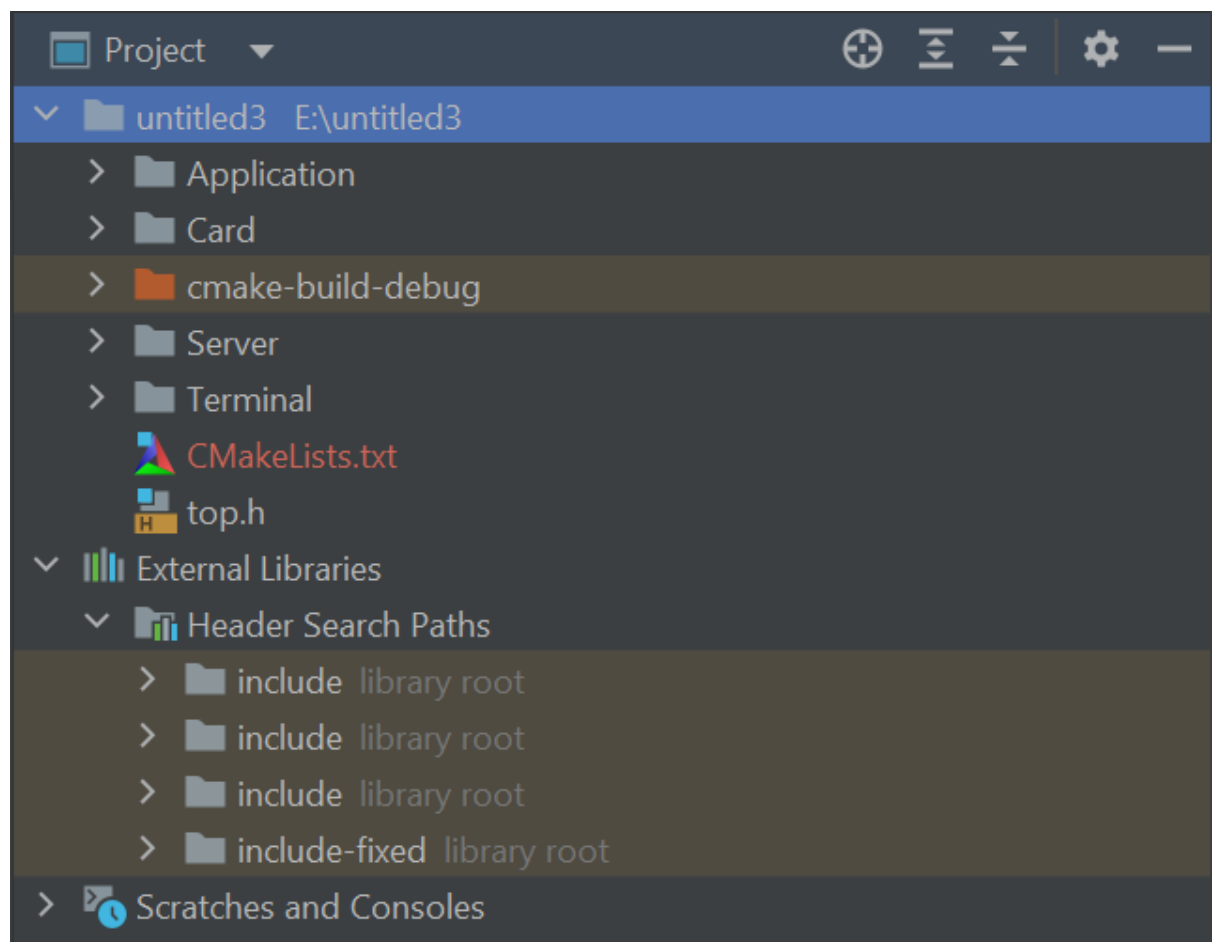 Project
untitled3 E:\untitled3
Application
Card
cmake-build-debug
Server
Terminal
CMakeLists.txt
H top.h
External Libraries
Header Search Paths
include library root
include library root
include library root
include-fixed library root
Scratches and Consoles